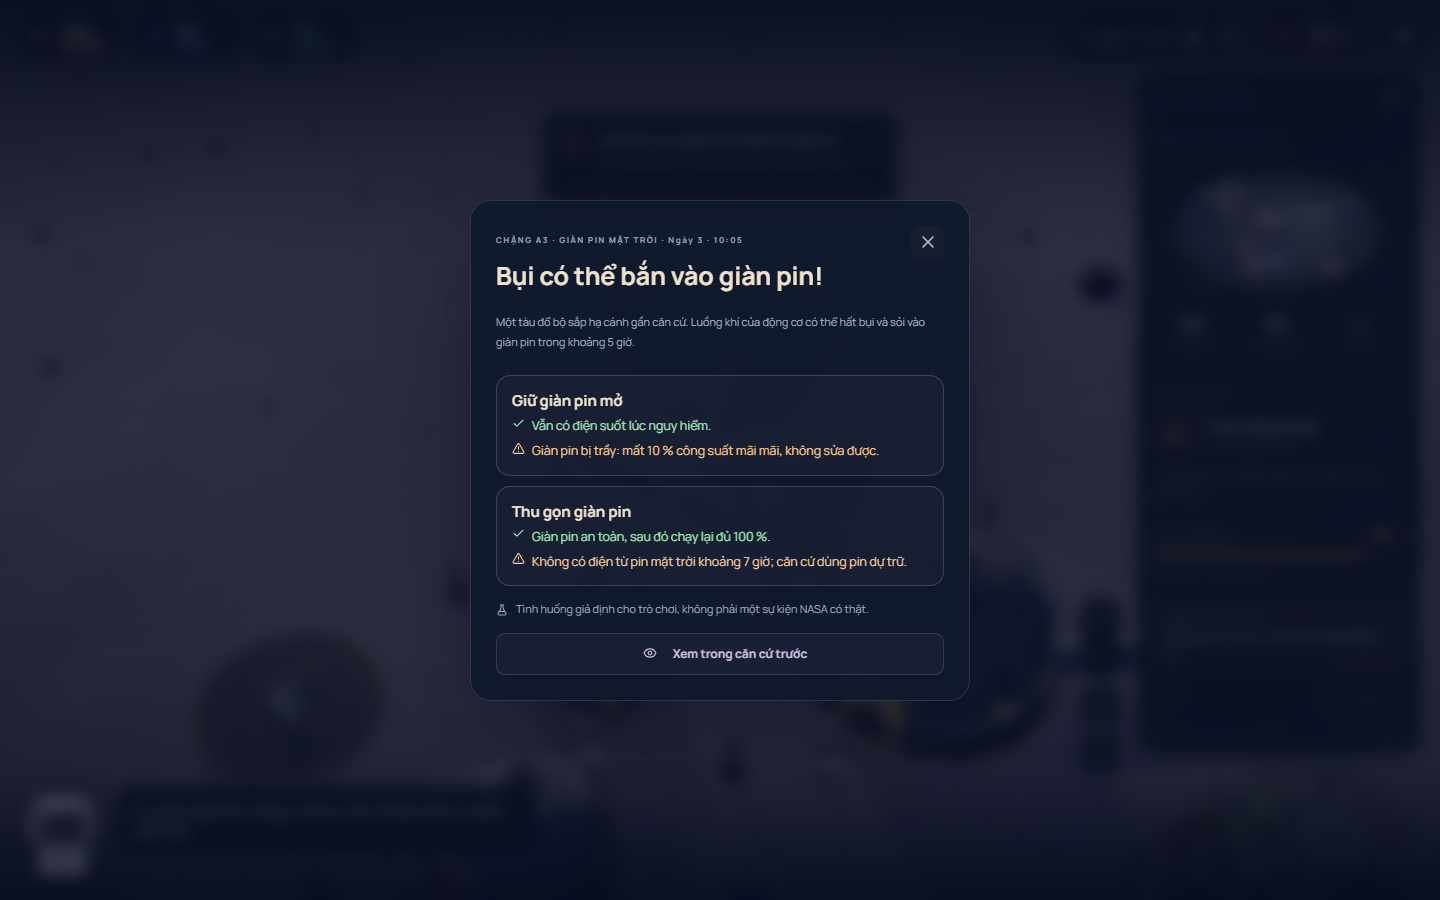 CHẶNG A3 · GIÀN PIN MẶT TRỜI · Ngày 3 · 10:05
Bụi có thể bắn vào giàn pin!
Một tàu đổ bộ sắp hạ cánh gần căn cứ. Luồng khí của động cơ có thể hất bụi và sỏi vào
giàn pin trong khoảng 5 giờ.
Giữ giàn pin mở
Vẫn có điện suốt lúc nguy hiểm.
Giàn pin bị trầy: mất 10 % công suất mãi mãi, không sửa được.
Thu gọn giàn pin
Giàn pin an toàn, sau đó chạy lại đủ 100 %.
Không có điện từ pin mặt trời khoảng 7 giờ; căn cứ dùng pin dự trữ.
Tình huống giả định cho trò chơi, không phải một sự kiện NASA có thật.
Xem trong căn cứ trước